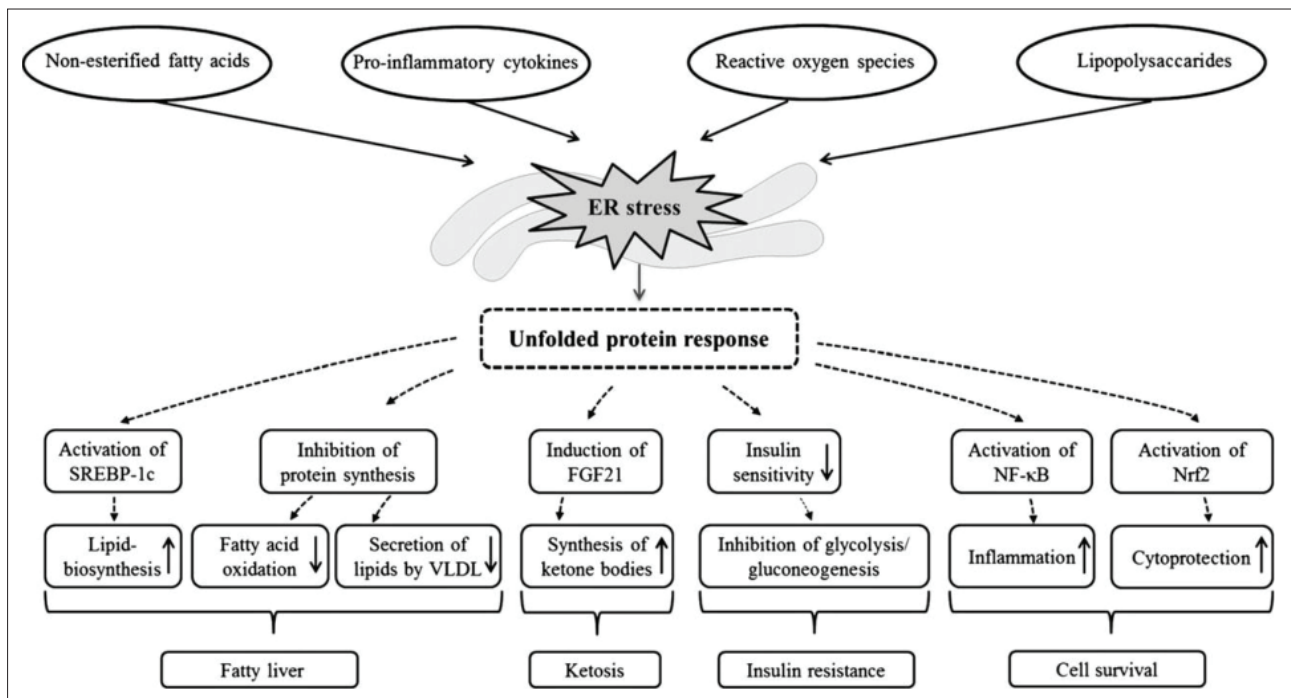 Non-esterified fatty acids
Pro-inflammatory cytokines
Reactive oxygen species
Lipopolysaccarides
ER stress
Unfolded protein response
Activation of
SREBP-1c
Inhibition of
protein synthesis
Induction of
FGF21
Insulin
sensitivity
Activation of
NF-κB
Activation of
Nrf2
Lipid-
biosynthesis
Fatty acid
oxidation
Secretion of
lipids by VLDL
Synthesis of
ketone bodies
Inhibition of glycolysis/
gluconeogenesis
Inflammation
Cytoprotection
Fatty liver
Ketosis
Insulin resistance
Cell survival